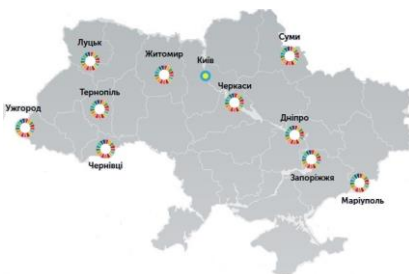 Суми
Луцьк
Житомир
Київ
Черкаси
Тернопіль
Ужгород
Дніпро
Чернівці
Запоріжжя
Маріуполь